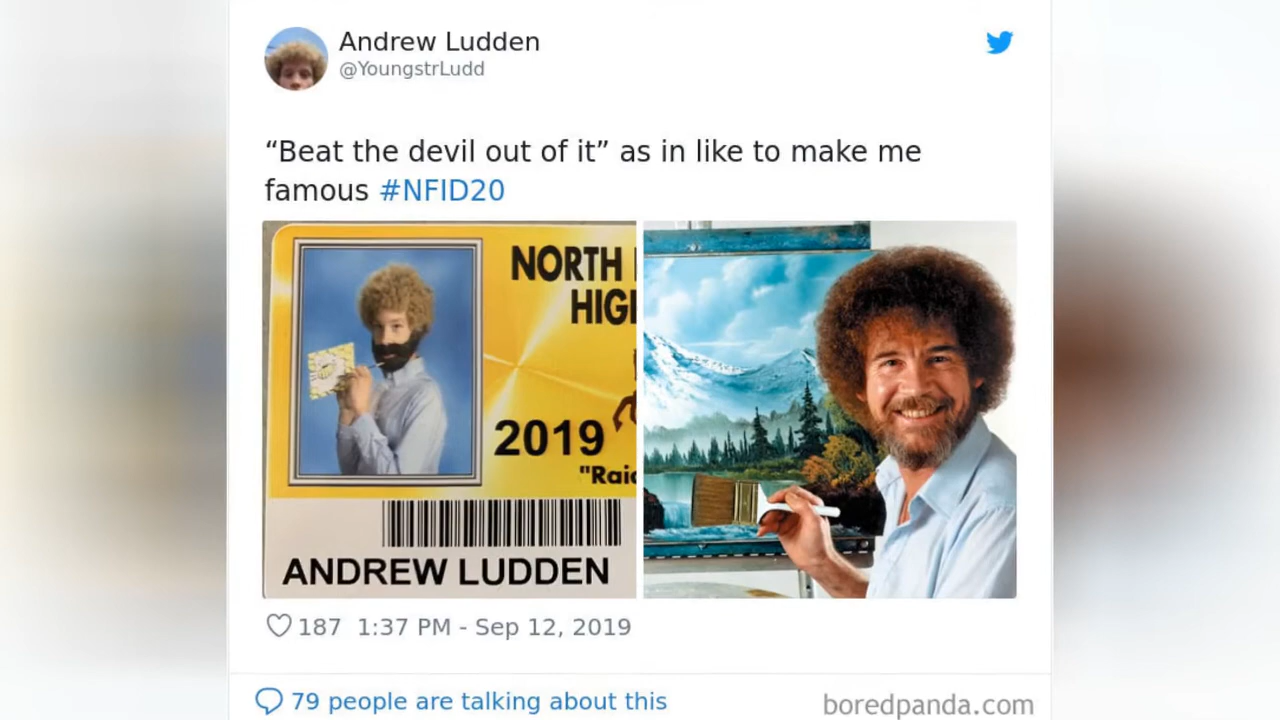 Andrew Ludden
@YoungstrLudd
“Beat the devil out of it” as in like to make me
famous #NFID20
NORTH
HIGH
2019
"Raid
ANDREW LUDDEN
187 1:37 PM - Sep 12, 2019
79 people are talking about this
boredpanda.com